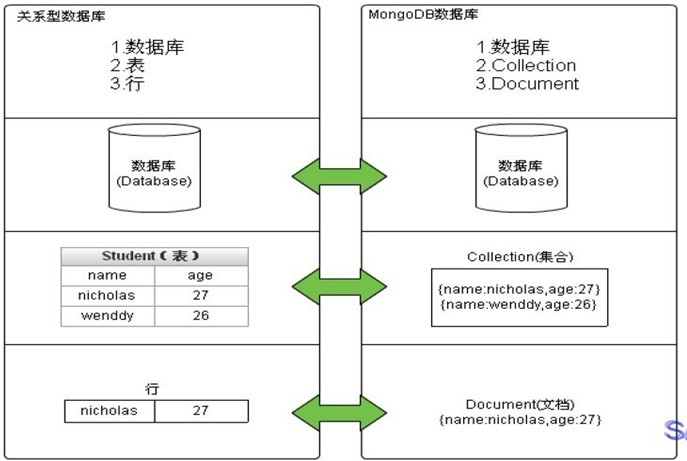 关系型数据库
1.数据库
2.表
3.行
MongoDB数据库
1.数据库
2.Collection
3.Document
数据库
(Database)
数据库
(Database)
Student(表)
name age
nicholas 27
wenddy 26
Collection(集合)
{name:nicholas,age:27}
{name:wenddy,age:26}
行
nicholas 27
Document(文档)
{name:nicholas,age:27}